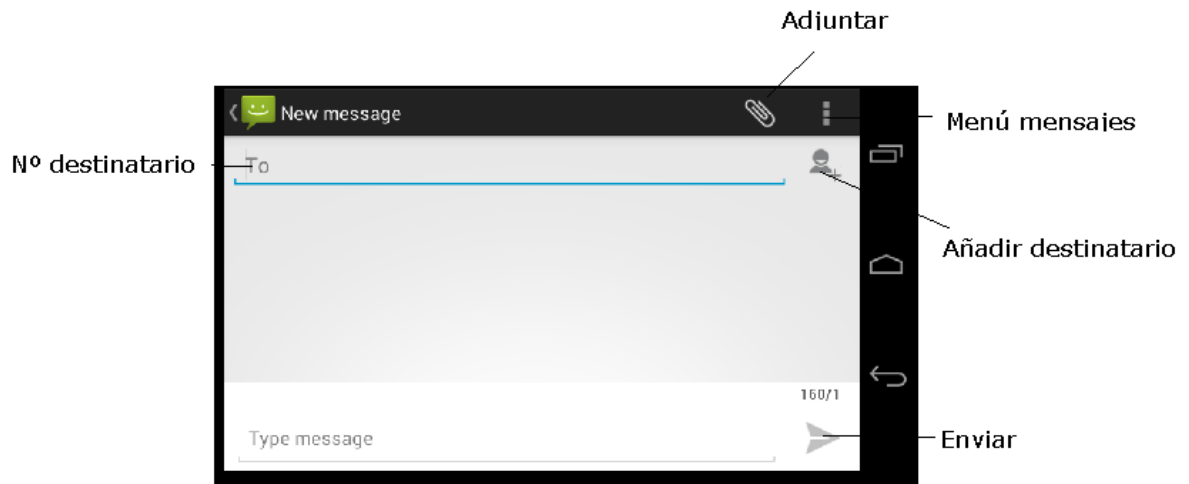 Adjuntar
New message
Menú mensajes
Nº destinatario
To
Añadir destinatario
160/1
Type message
Enviar